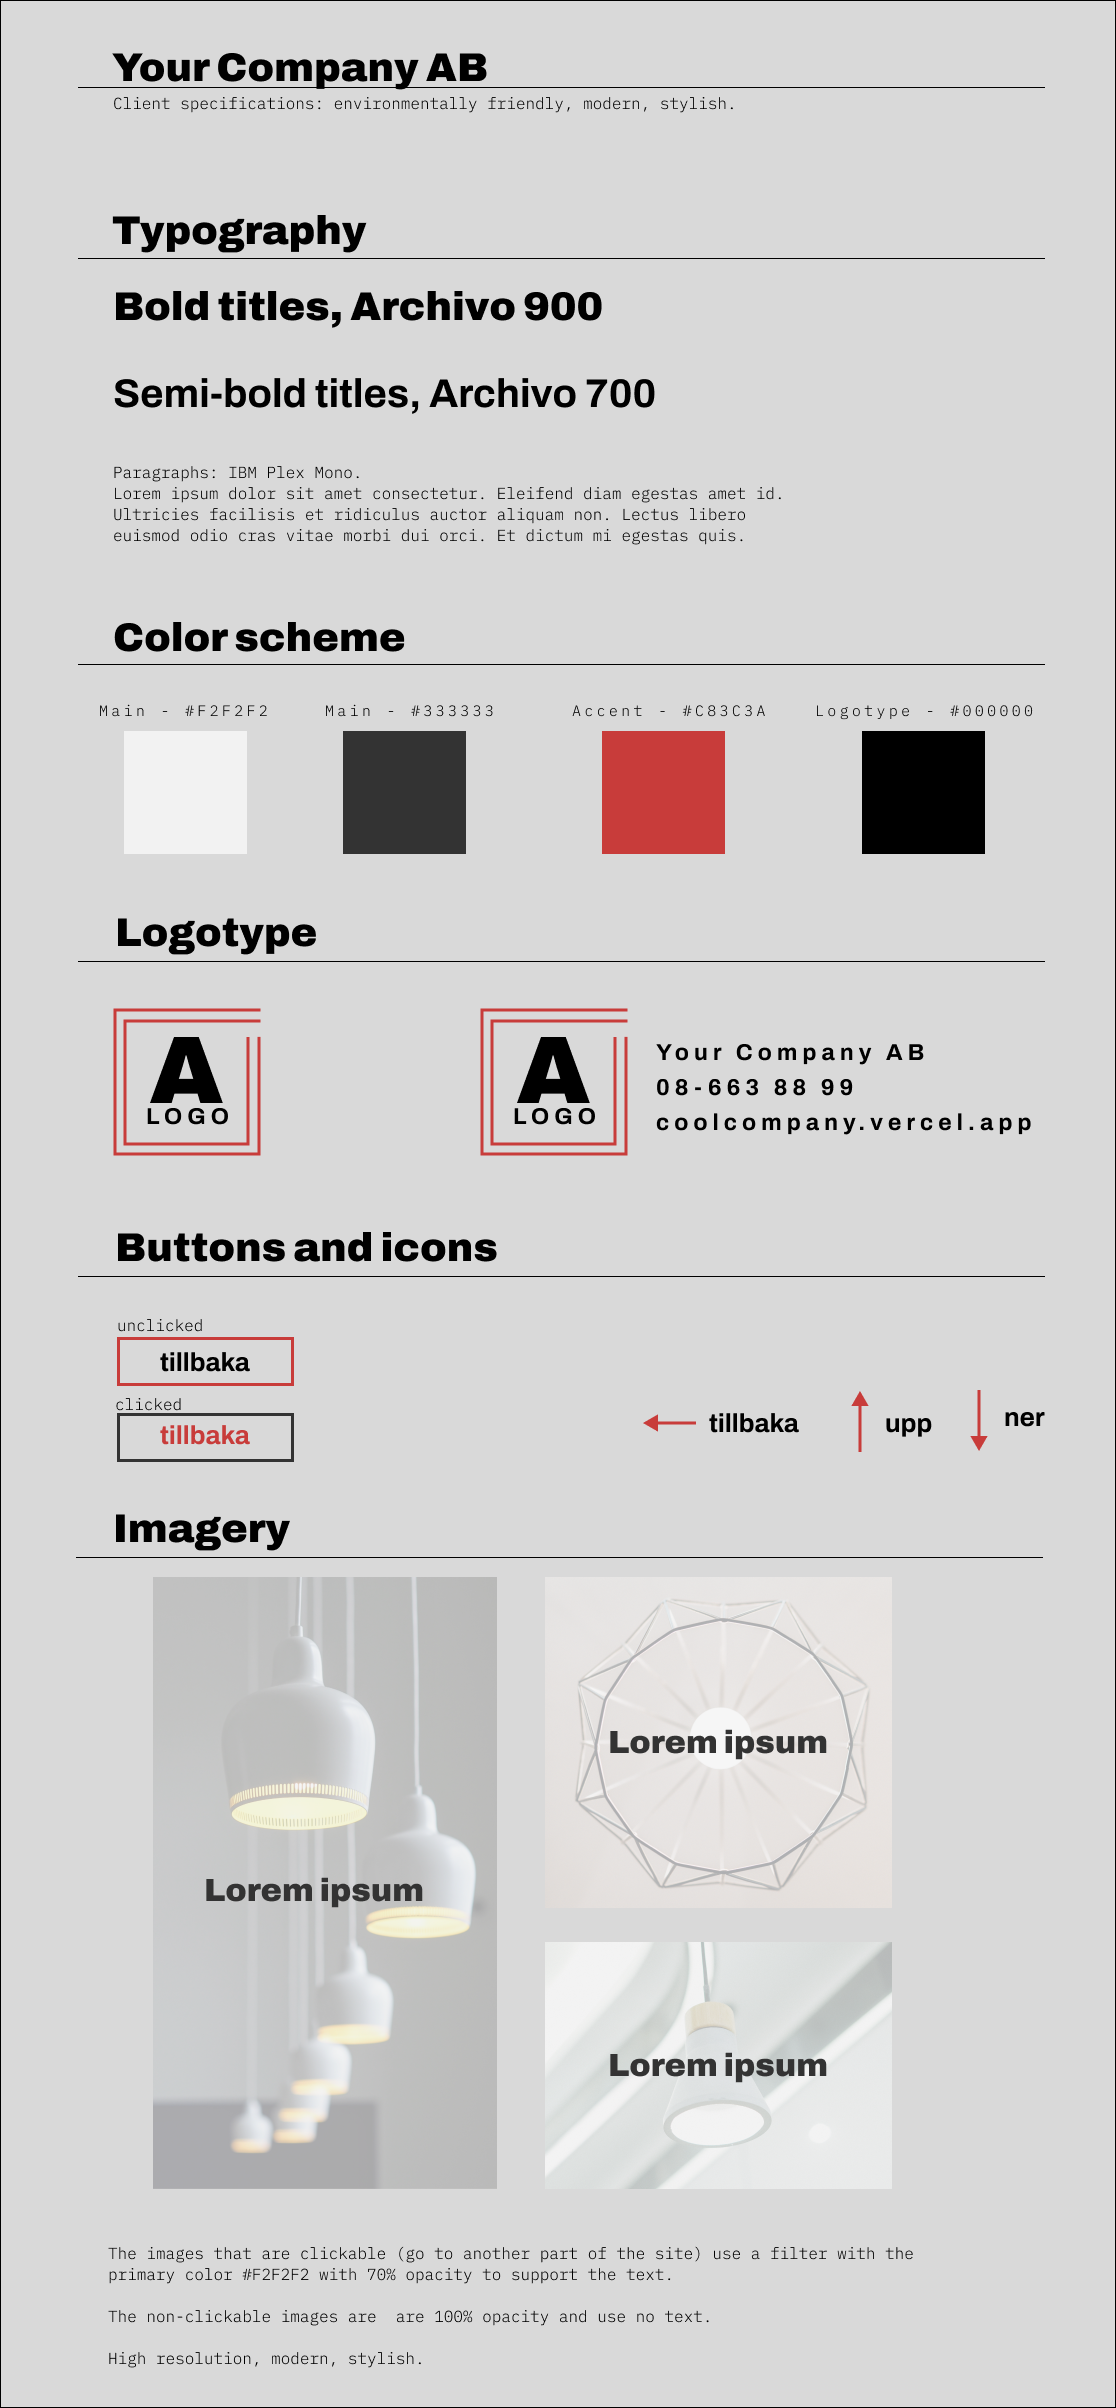 Your Company AB
Client specifications: environmentally friendly, modern, stylish.
Typography
Bold titles, Archivo 900
Semi-bold titles, Archivo 700
Paragraphs: IBM Plex Mono.
Lorem ipsum dolor sit amet consectetur. Eleifend diam egestas amet id.
Ultricies facilisis et ridiculus auctor aliquam non. Lectus libero
euismod odio cras vitae morbi dui orci. Et dictum mi egestas quis.
Color scheme
Main - #F2F2F2
Main - #333333
Accent - #C83C3A
Logotype - #000000
Logotype
A
LOGO
A
LOGO
Your Company AB
08-663 88 99
coolcompany.vercel.app
Buttons and icons
unclicked
tillbaka
clicked
tillbaka
tillbaka
upp
ner
Imagery
Lorem ipsum
Lorem ipsum
Lorem ipsum
The images that are clickable (go to another part of the site) use a filter with the
primary color #F2F2F2 with 70% opacity to support the text.
The non-clickable images are  are 100% opacity and use no text.
High resolution, modern, stylish.